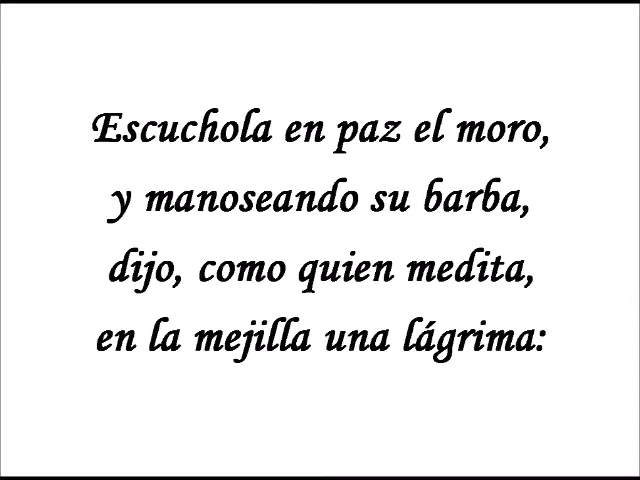 Escuchola en paz el moro,
y manoseando su barba,
dijo, como quien medita,
en la mejilla una lágrima: